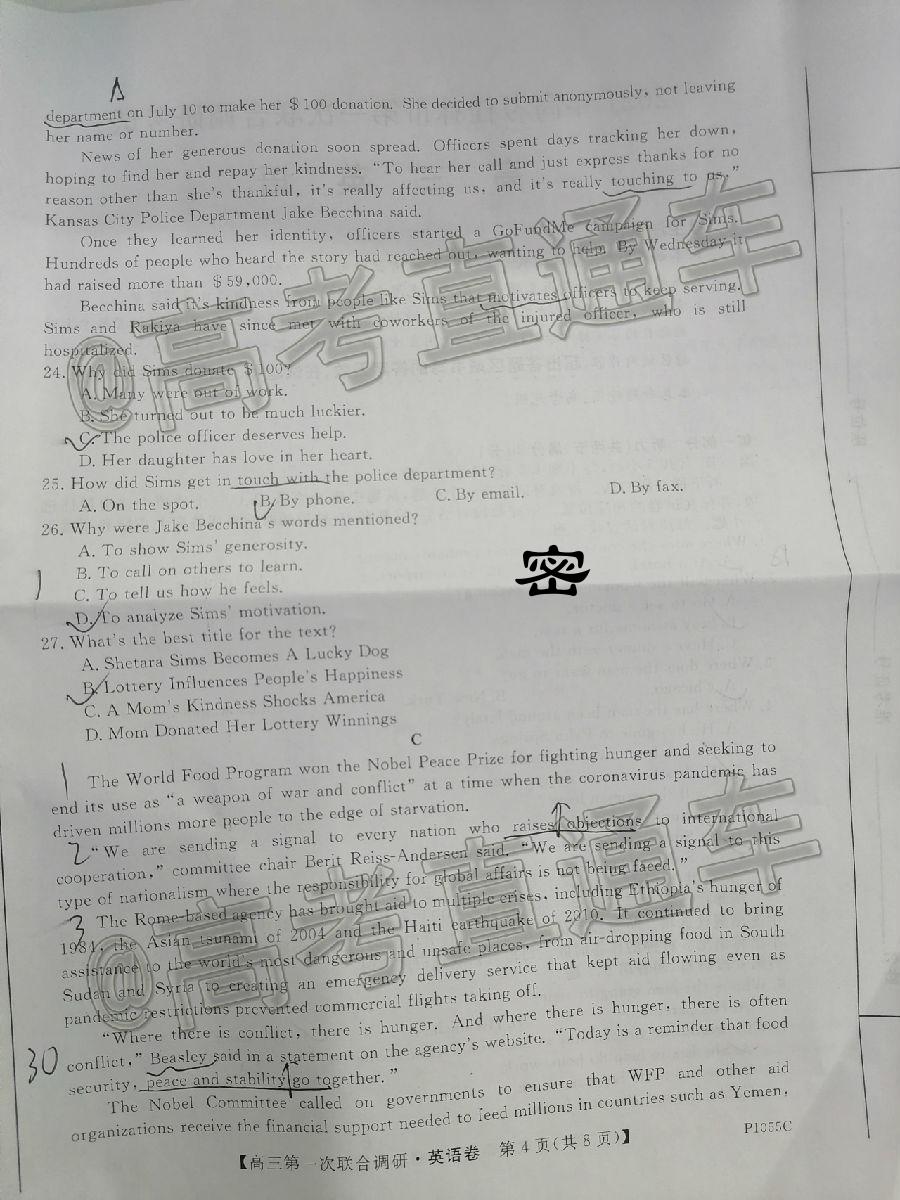 A
department on July 10 to make her $ 100 donation. She decided to submit anonymously, not leaving
her name or number.
News of her generous donation soon spread. Officers spent days tracking her down,
hoping to find her and repay her kindness. "To hear her call and just express thanks for no
reason other than she's thankful, it's really affecting us, and it's really touching to us,"
Kansas City Police Department Jake Becchina said.
Once they learned her identity, officers started a GoFundMe campaign for Sims.
Hundreds of people who heard the story had reached out, wanting to help. By Wednesday it
had raised more than $ 59,000.
Becchina said it's kindness from people like Sims that motivates officers to keep serving.
Sims and Rakiya have since met with coworkers of the injured officer, who is still
hospitalized.
24. Why did Sims donate $ 100?
A. Many were out of work.
B. She turned out to be much luckier.
C. The police officer deserves help.
D. Her daughter has love in her heart.
25. How did Sims get in touch with the police department?
A. On the spot. B. By phone. C. By email. D. By fax.
26. Why were Jake Becchina's words mentioned?
A. To show Sims' generosity.
B. To call on others to learn.
C. To tell us how he feels.
D. To analyze Sims' motivation.
密
27. What's the best title for the text?
A. Shetara Sims Becomes A Lucky Dog
B. Lottery Influences People's Happiness
C. A Mom's Kindness Shocks America
D. Mom Donated Her Lottery Winnings
C
1 The World Food Program won the Nobel Peace Prize for fighting hunger and seeking to
end its use as "a weapon of war and conflict" at a time when the coronavirus pandemic has
driven millions more people to the edge of starvation.
2 "We are sending a signal to every nation who raises objections to international
cooperation," committee chair Berit Reiss-Andersen said. "We are sending a signal to this
type of nationalism where the responsibility for global affairs is not being faced."
3 The Rome-based agency has brought aid to multiple crises, including Ethiopia's hunger of
1984, the Asian tsunami of 2004 and the Haiti earthquake of 2010. It continued to bring
assistance to the world's most dangerous and unsafe places, from air-dropping food in South
Sudan and Syria to creating an emergency delivery service that kept aid flowing even as
pandemic restrictions prevented commercial flights taking off.
"Where there is conflict, there is hunger. And where there is hunger, there is often
30 conflict," Beasley said in a statement on the agency's website. "Today is a reminder that food
security, peace and stability go together."
The Nobel Committee called on governments to ensure that WFP and other aid
organizations receive the financial support needed to feed millions in countries such as Yemen,
【高三第一次联合调研·英语卷 第4页(共8页)】 P1055C
@高考直通车
@高考直通车